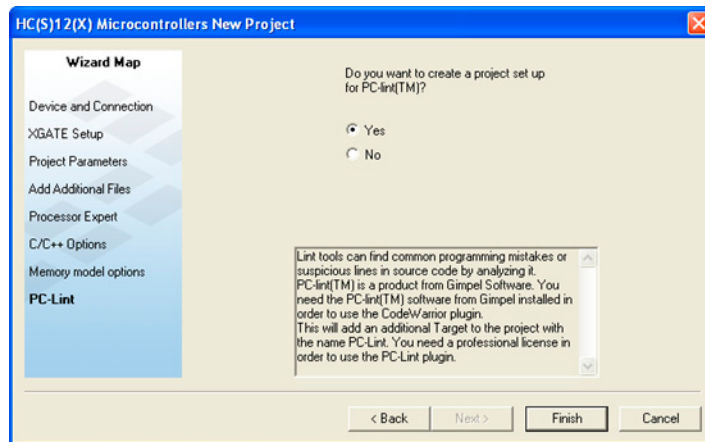 HC(S)12(X) Microcontrollers New Project
Wizard Map
Device and Connection
XGATE Setup
Project Parameters
Add Additional Files
Processor Expert
C/C++ Options
Memory model options
PC-Lint
Do you want to create a project set up
for PC-lint(TM)?
Yes
No
Lint tools can find common programming mistakes or
suspicious lines in source code by analyzing it.
PC-lint(TM) is a product from Gimpel Software. You
need the PC-lint(TM) software from Gimpel installed in
order to use the CodeWarrior plugin.
This will add an additional Target to the project with
the name PC-Lint. You need a professional license in
order to use the PC-Lint plugin.
< Back
Next >
Finish
Cancel